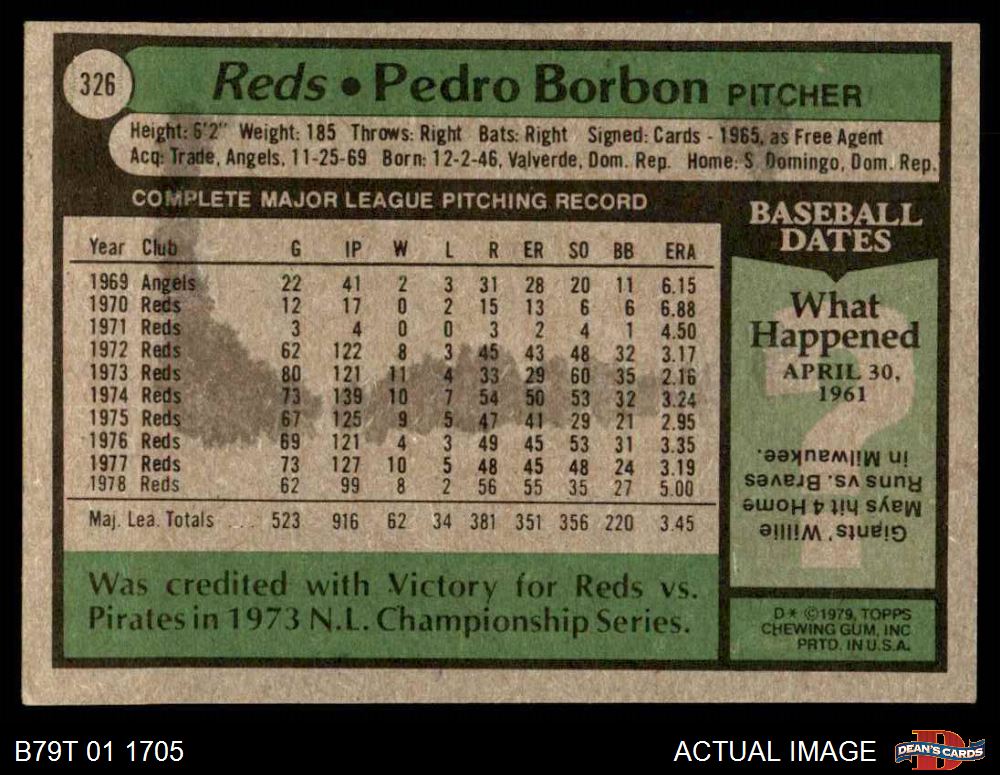 326
Reds • Pedro Borbon PITCHER
Height: 6'2" Weight: 185 Throws: Right Bats: Right Signed: Cards - 1965, as Free Agent
Acq: Trade, Angels, 11-25-69 Born: 12-2-46, Valverde, Dom. Rep. Home: S. Domingo, Dom. Rep.
COMPLETE MAJOR LEAGUE PITCHING RECORD
Year Club G IP W L R ER SO BB ERA
1969 Angels 22 41 2 3 31 28 20 11 6.15
1970 Reds 12 17 0 2 15 13 6 6 6.88
1971 Reds 3 4 0 0 3 2 4 1 4.50
1972 Reds 62 122 8 3 45 43 48 32 3.17
1973 Reds 80 121 11 4 33 29 60 35 2.16
1974 Reds 73 139 10 7 54 50 53 32 3.24
1975 Reds 67 125 9 5 47 41 29 21 2.95
1976 Reds 69 121 4 3 49 45 53 31 3.35
1977 Reds 73 127 10 5 48 45 48 24 3.19
1978 Reds 62 99 8 2 56 55 35 27 5.00
Maj. Lea. Totals ... 523 916 62 34 381 351 356 220 3.45
Was credited with Victory for Reds vs.
Pirates in 1973 N.L. Championship Series.
BASEBALL
DATES
What
Happened
APRIL 30,
1961
?
Giants' Willie
Mays hit 4 Home
Runs vs. Braves
in Milwaukee.
D* ©1979, TOPPS
CHEWING GUM, INC
PRTD. IN U.S.A.
B79T 01 1705
ACTUAL IMAGE
D
DEAN'S CARDS